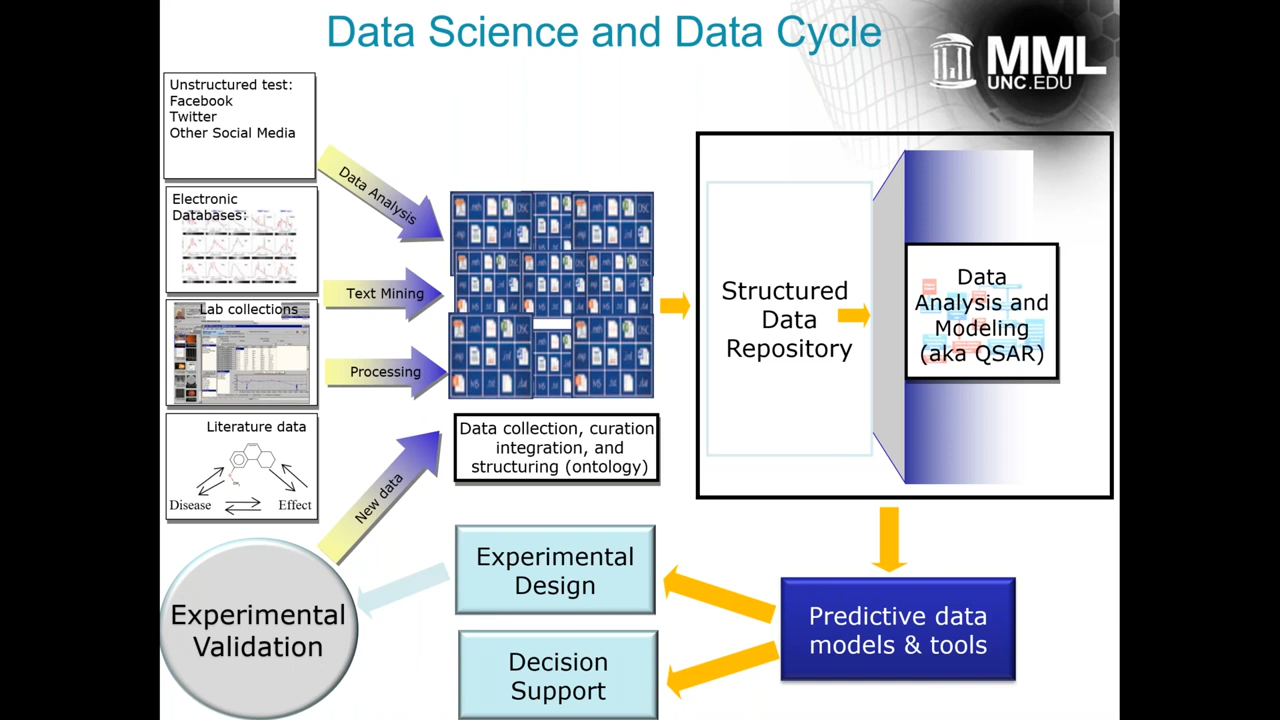 Data Science and Data Cycle
MML
UNC.EDU
Unstructured test:
Facebook
Twitter
Other Social Media
Electronic
Databases:
Lab collections
Literature data
Disease
Effect
Data Analysis
Text Mining
Processing
New data
Data collection, curation
integration, and
structuring (ontology)
Structured
Data
Repository
Data
Analysis and
Modeling
(aka QSAR)
Predictive data
models & tools
Experimental
Design
Decision
Support
Experimental
Validation